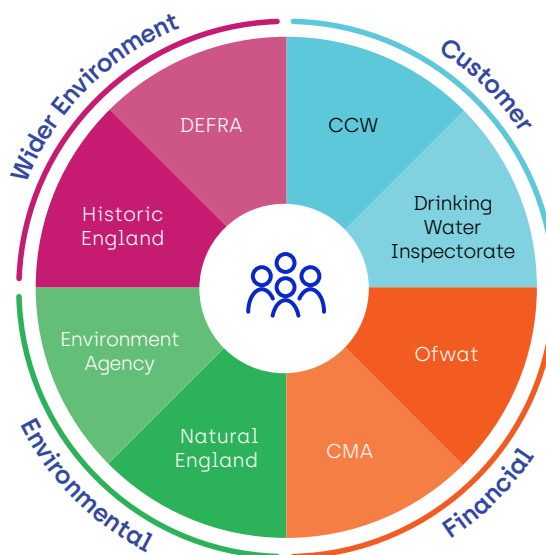 Wider Environment
Customer
DEFRA
CCW
Historic
England
Drinking
Water
Inspectorate
Environment
Agency
Ofwat
Natural
England
CMA
Environmental
Financial